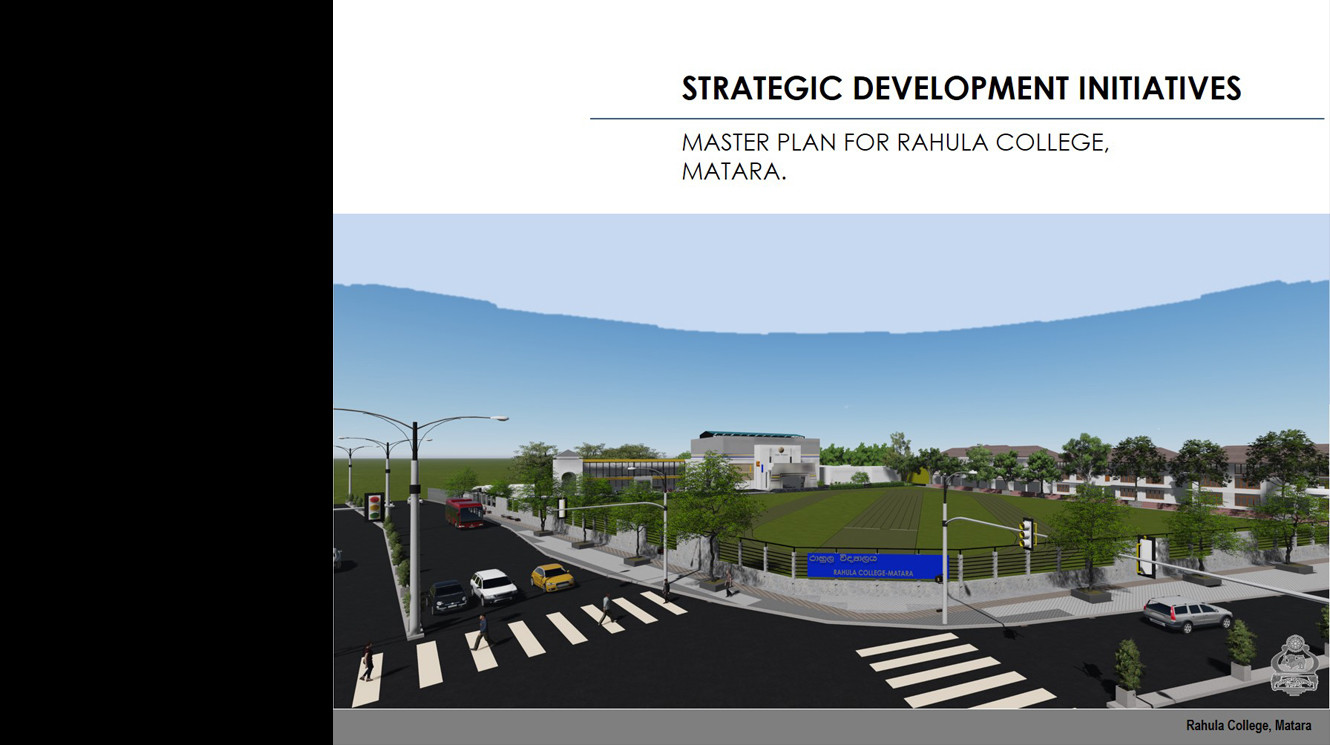 STRATEGIC DEVELOPMENT INITIATIVES
MASTER PLAN FOR RAHULA COLLEGE,
MATARA.
රාහුල විද්‍යාලය
RAHULA COLLEGE-MATARA
Rahula College, Matara